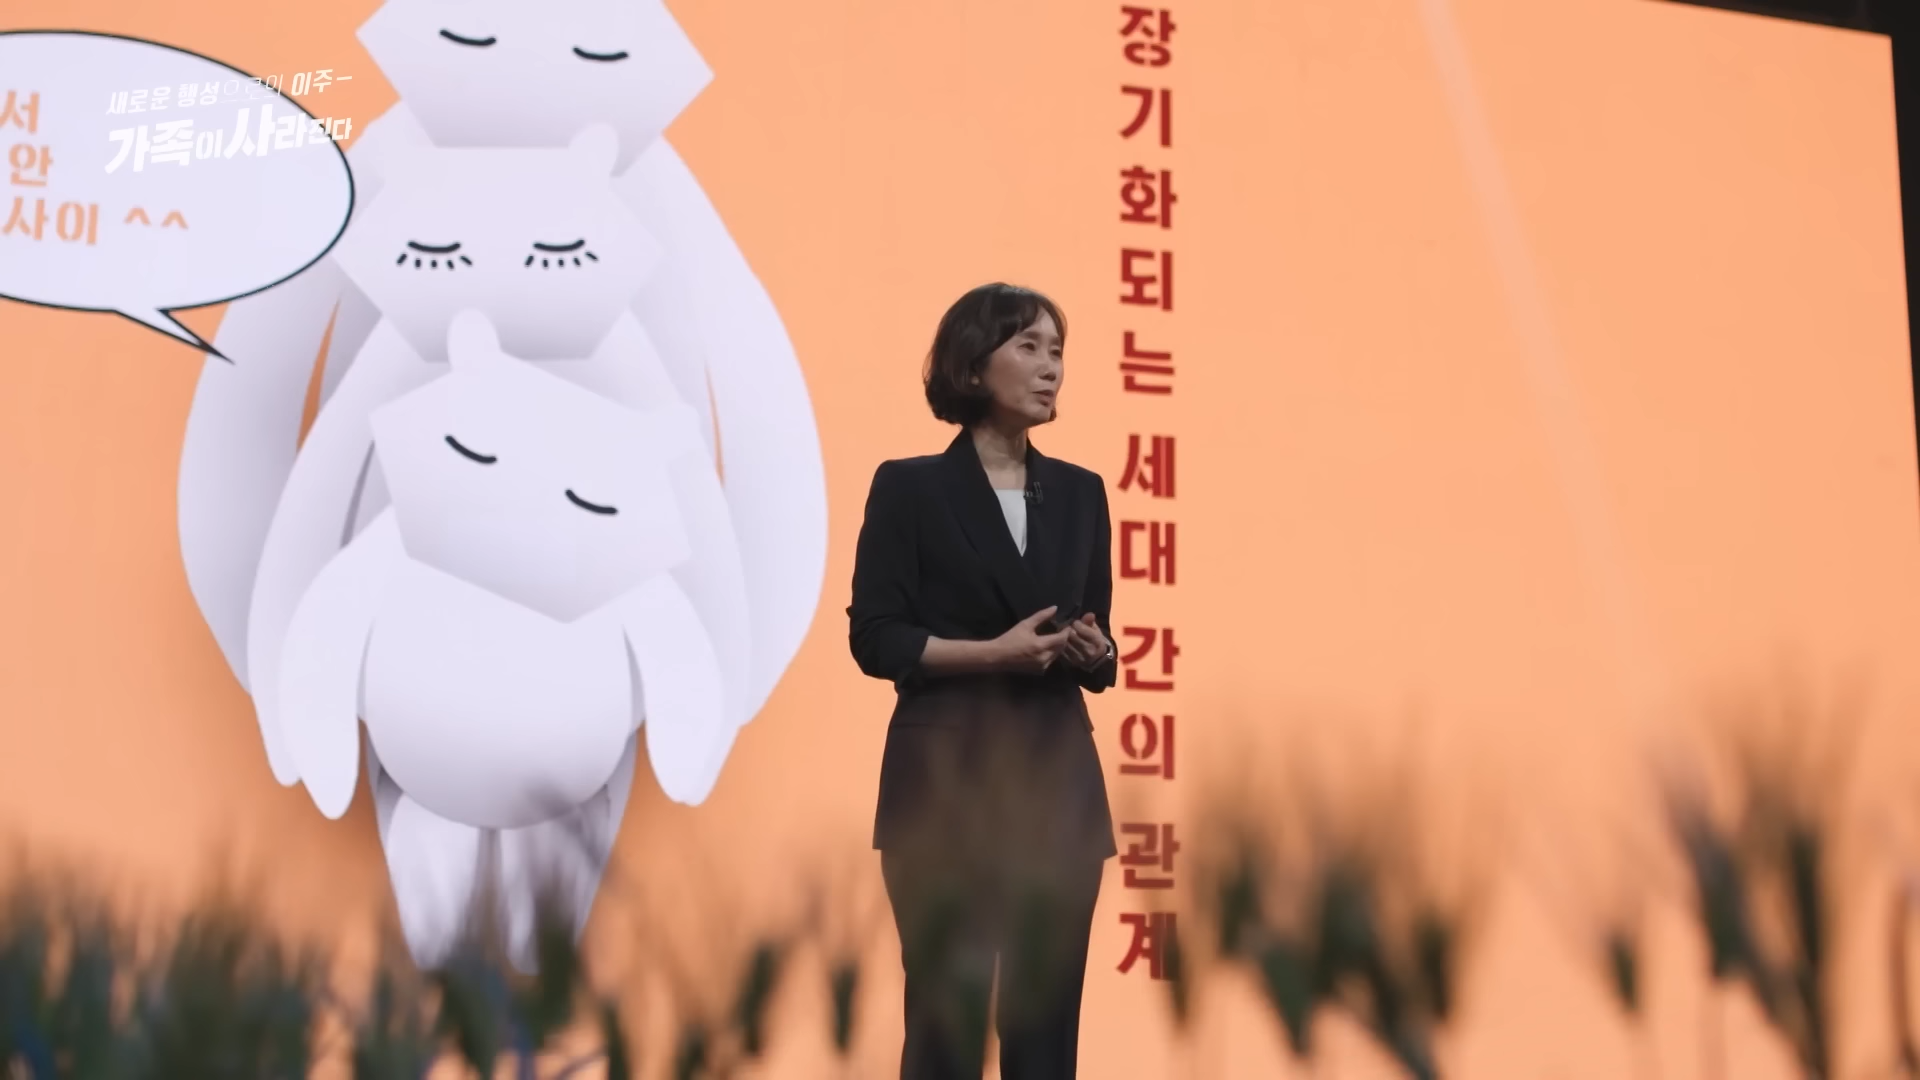 새로운 행성으로의 이주-
가족이 사라진다
서
안
사이 ^^
장기화되는 세대 간의 관계